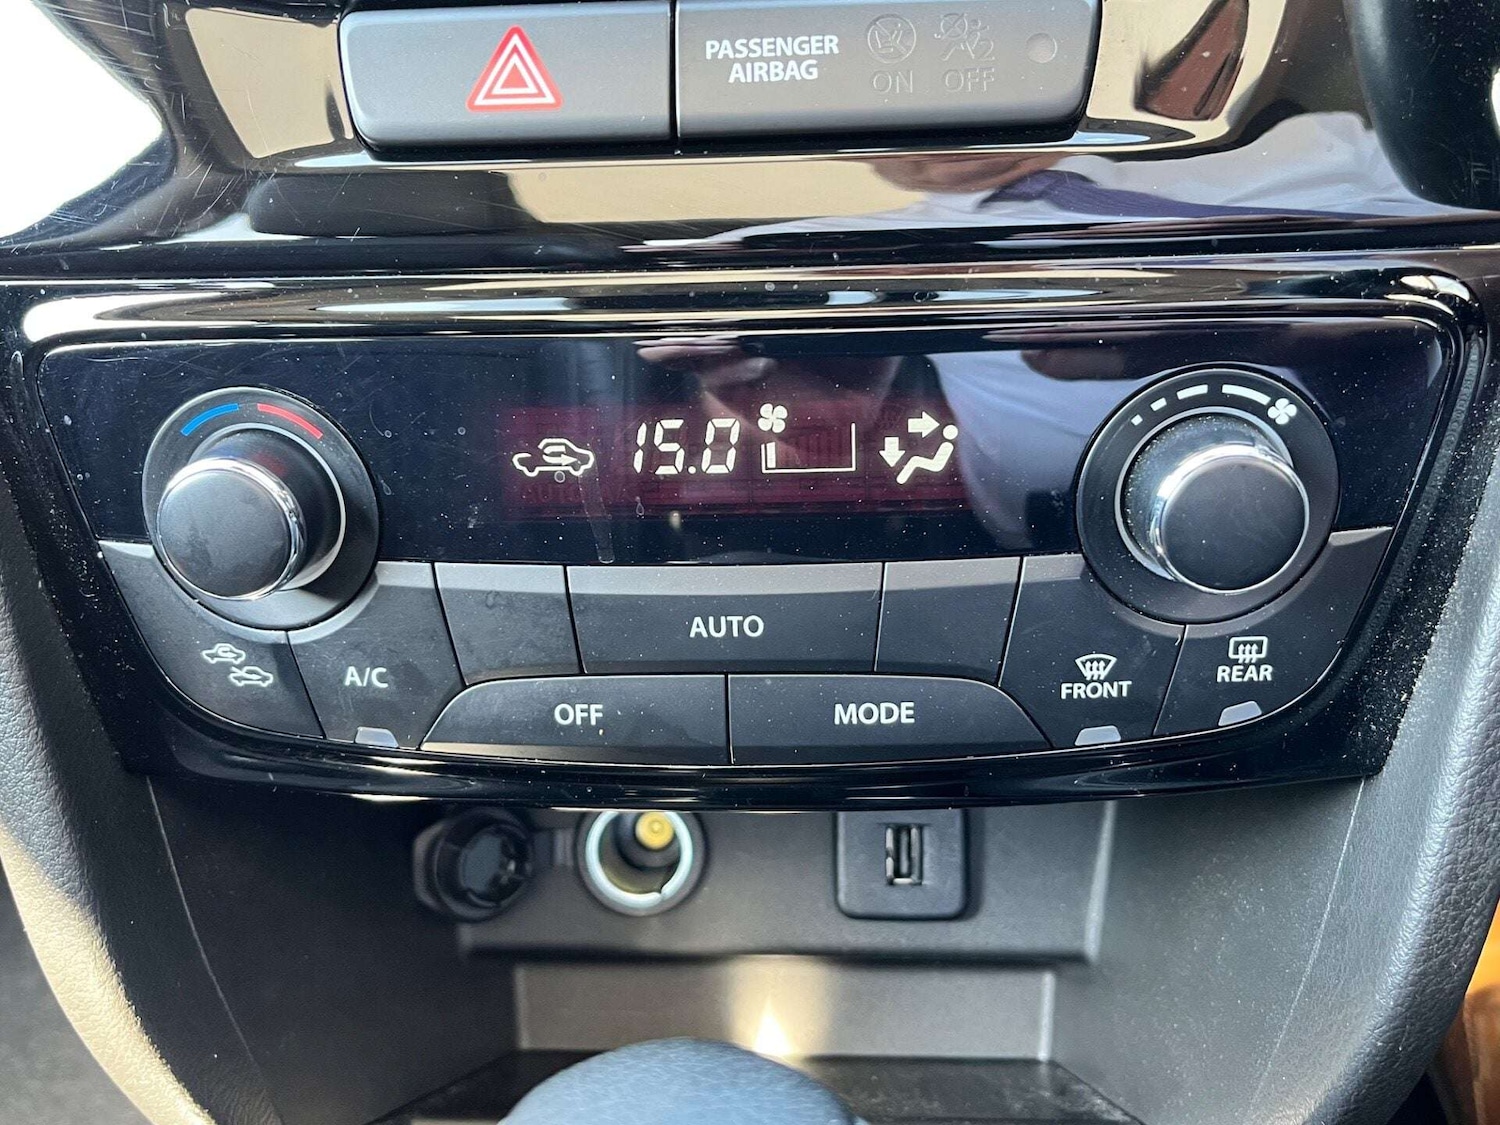 PASSENGER
AIRBAG
ON OFF
15.0
AUTO
A/C
OFF
MODE
FRONT
REAR